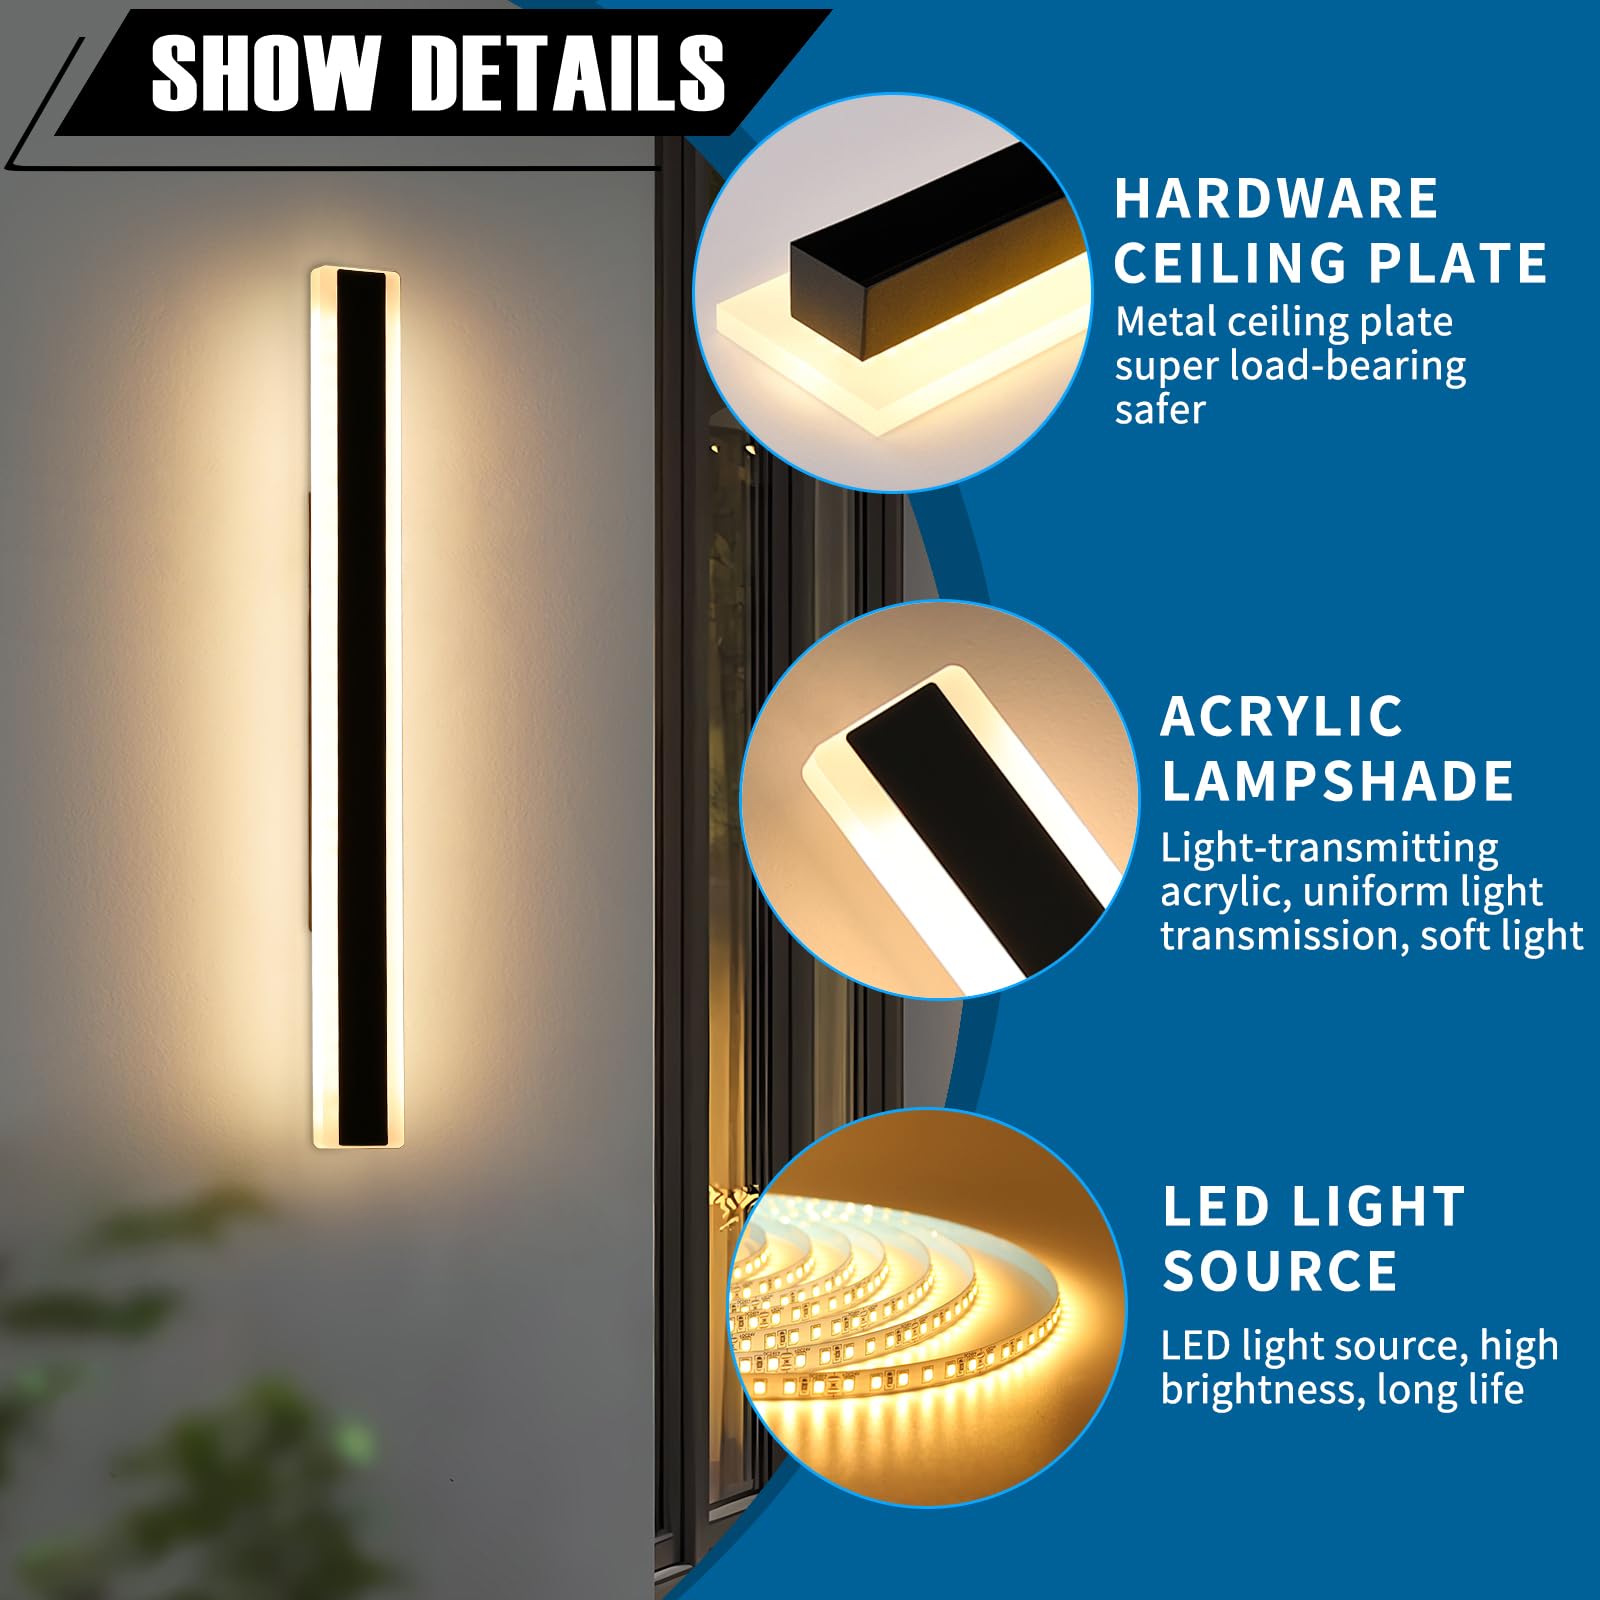 SHOW DETAILS
HARDWARE
CEILING PLATE
Metal ceiling plate
super load-bearing
safer
ACRYLIC
LAMPSHADE
Light-transmitting
acrylic, uniform light
transmission, soft light
LED LIGHT
SOURCE
LED light source, high
brightness, long life